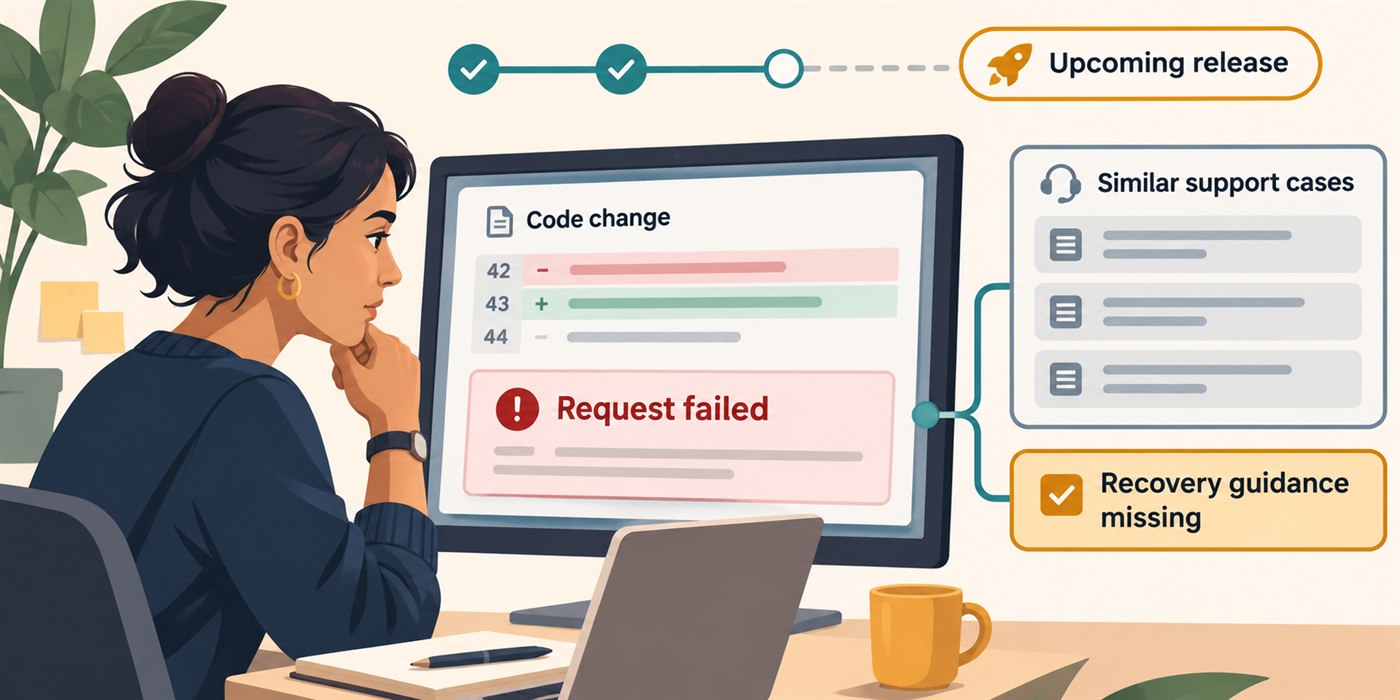 Upcoming release
Code change
42 -
43 +
44 -
Request failed
Similar support cases
Recovery guidance
missing